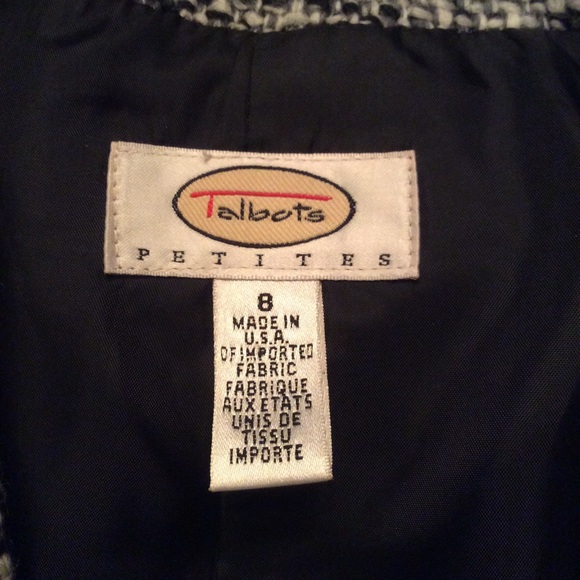 Talbots
PETITES
8
MADE IN
U.S.A.
OF IMPORTED
FABRIC
FABRIQUE
AUX ETATS
UNIS DE
TISSU
IMPORTE